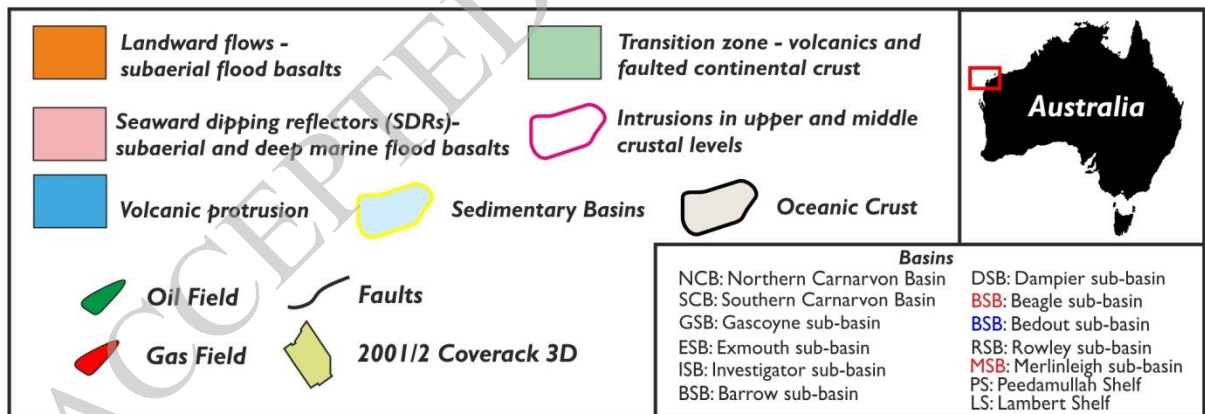 Landward flows -
subaerial flood basalts
Transition zone - volcanics and
faulted continental crust
Seaward dipping reflectors (SDRs)-
subaerial and deep marine flood basalts
Intrusions in upper and middle
crustal levels
Volcanic protrusion
Sedimentary Basins
Oceanic Crust
Oil Field
Faults
Gas Field
2001/2 Coverack 3D
Australia
Basins
NCB: Northern Carnarvon Basin
SCB: Southern Carnarvon Basin
GSB: Gascoyne sub-basin
ESB: Exmouth sub-basin
ISB: Investigator sub-basin
BSB: Barrow sub-basin
DSB: Dampier sub-basin
BSB: Beagle sub-basin
BSB: Bedout sub-basin
RSB: Rowley sub-basin
MSB: Merlinleigh sub-basin
PS: Peedamullah Shelf
LS: Lambert Shelf
ACCEPTED